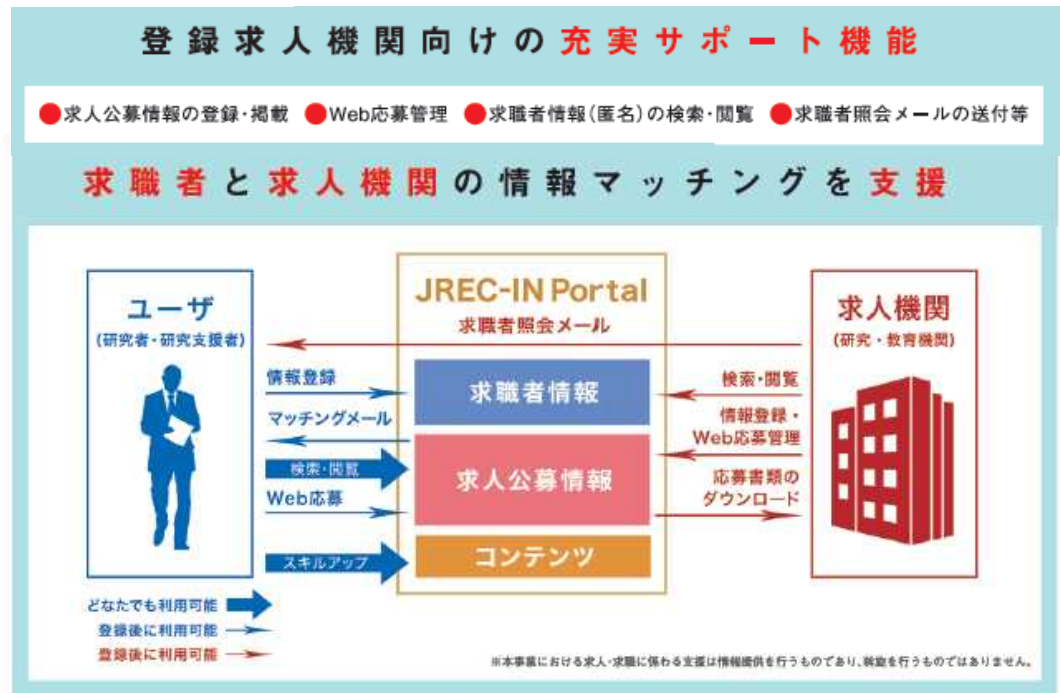 登録求人機関向けの充実サポート機能
●求人公募情報の登録・掲載 ●Web応募管理 ●求職者情報(匿名)の検索・閲覧 ●求職者照会メールの送付等
求職者と求人機関の情報マッチングを支援
JREC-IN Portal
求職者照会メール
ユーザ
(研究者・研究支援者)
求人機関
(研究・教育機関)
情報登録
マッチングメール
検索・閲覧
Web応募
スキルアップ
求職者情報
求人公募情報
コンテンツ
検索・閲覧
情報登録・
Web応募管理
応募書類の
ダウンロード
どなたでも利用可能
登録後に利用可能
登録後に利用可能
※本事業における求人・求職に係わる支援は情報提供を行うものであり、斡旋を行うものではありません。